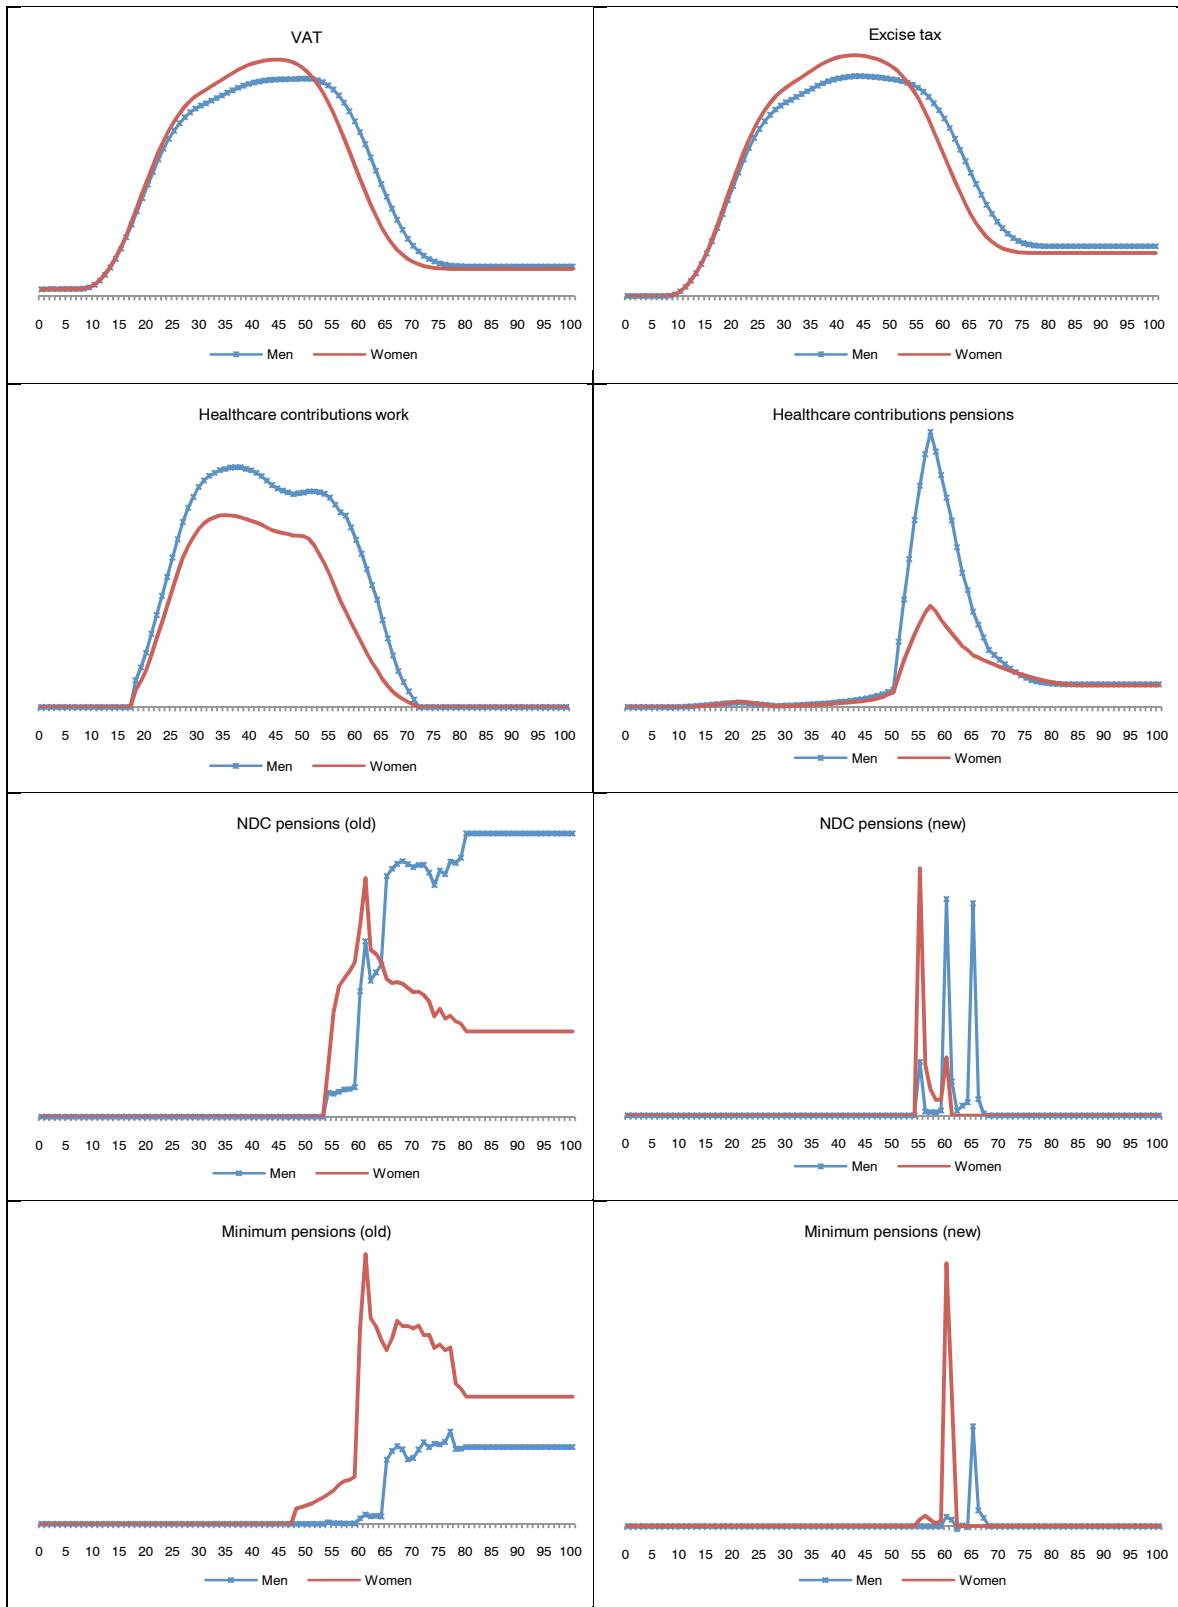 VAT
0 5 10 15 20 25 30 35 40 45 50 55 60 65 70 75 80 85 90 95 100
Men Women
Excise tax
0 5 10 15 20 25 30 35 40 45 50 55 60 65 70 75 80 85 90 95 100
Men Women
Healthcare contributions work
0 5 10 15 20 25 30 35 40 45 50 55 60 65 70 75 80 85 90 95 100
Men Women
Healthcare contributions pensions
0 5 10 15 20 25 30 35 40 45 50 55 60 65 70 75 80 85 90 95 100
Men Women
NDC pensions (old)
0 5 10 15 20 25 30 35 40 45 50 55 60 65 70 75 80 85 90 95 100
Men Women
NDC pensions (new)
0 5 10 15 20 25 30 35 40 45 50 55 60 65 70 75 80 85 90 95 100
Men Women
Minimum pensions (old)
0 5 10 15 20 25 30 35 40 45 50 55 60 65 70 75 80 85 90 95 100
Men Women
Minimum pensions (new)
0 5 10 15 20 25 30 35 40 45 50 55 60 65 70 75 80 85 90 95 100
Men Women